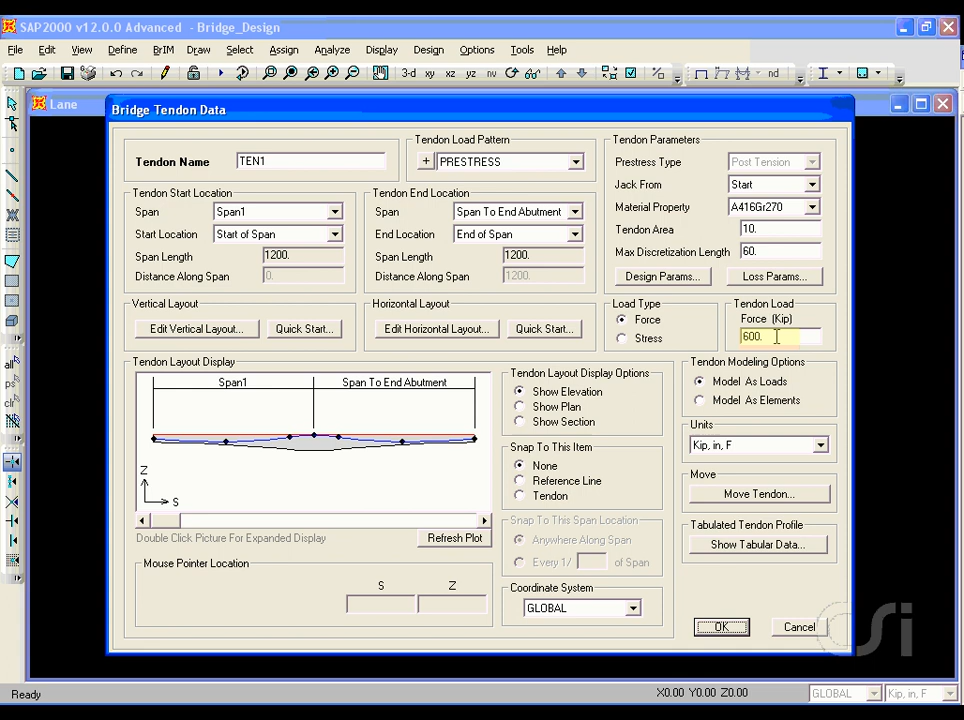 SAP2000 v12.0.0 Advanced - Bridge_Design
File Edit View Define BrIM Draw Select Assign Analyze Display Design Options Tools Help
3-d xy xz yz nv nd
Lane
Bridge Tendon Data
Tendon Name TEN1
Tendon Load Pattern
+ PRESTRESS
Tendon Parameters
Prestress Type Post Tension
Jack From Start
Material Property A416Gr270
Tendon Area 10.
Max Discretization Length 60.
Design Params... Loss Params...
Tendon Start Location
Span Span1
Start Location Start of Span
Span Length 1200.
Distance Along Span 0.
Tendon End Location
Span Span To End Abutment
End Location End of Span
Span Length 1200.
Distance Along Span 1200.
Vertical Layout
Edit Vertical Layout... Quick Start...
Horizontal Layout
Edit Horizontal Layout... Quick Start...
Load Type
Force
Stress
Tendon Load
Force (Kip)
600.
Tendon Layout Display
Span1 Span To End Abutment
Z
S
Double Click Picture For Expanded Display Refresh Plot
Mouse Pointer Location
S Z
Tendon Layout Display Options
Show Elevation
Show Plan
Show Section
Snap To This Item
None
Reference Line
Tendon
Snap To This Span Location
Anywhere Along Span
Every 1/ of Span
Coordinate System
GLOBAL
Tendon Modeling Options
Model As Loads
Model As Elements
Units
Kip, in, F
Move
Move Tendon...
Tabulated Tendon Profile
Show Tabular Data...
OK Cancel
CSi
all
ps
clr
Ready X0.00 Y0.00 Z0.00 GLOBAL Kip, in, F